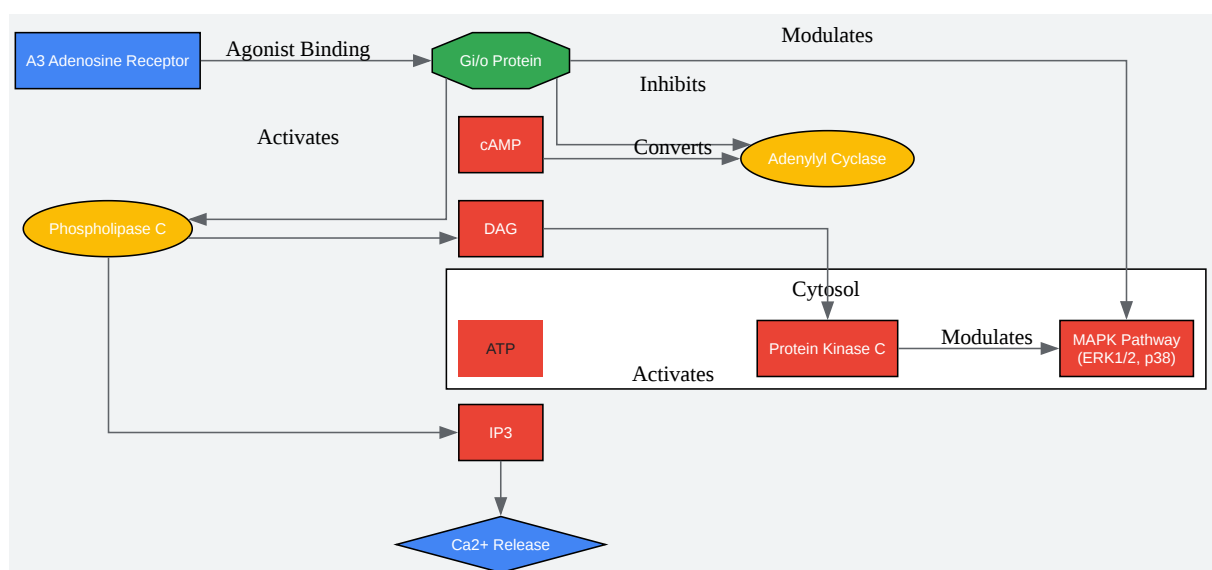 A3 Adenosine Receptor
Agonist Binding
Gi/o Protein
Modulates
Inhibits
Activates
cAMP
Converts
Adenylyl Cyclase
Phospholipase C
DAG
Cytosol
ATP
Protein Kinase C
Modulates
MAPK Pathway
(ERK1/2, p38)
Activates
IP3
Ca2+ Release